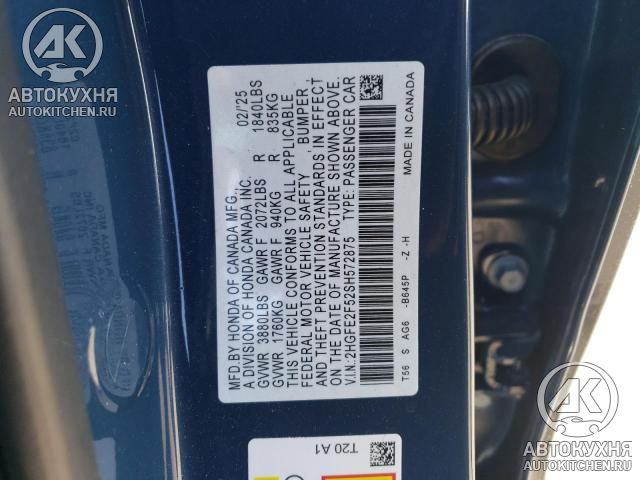 MFD.BY HONDA OF CANADA MFG., 02/'25
A DIVISION OF HONDA CANADA INC.
GVWR 3880LBS GAWR F 2072LBS R 1840LBS
GVWR 1760KG GAWR F 940KG R 835KG
THIS VEHICLE CONFORMS TO ALL APPLICABLE
FEDERAL MOTOR VEHICLE SAFETY , BUMPER,
AND THEFT PREVENTION STANDARDS IN EFFECT
ON THE DATE OF MANUFACTURE SHOWN ABOVE.
V.I.N.:2HGFE2F52SH572875 TYPE: PASSENGER CAR
T56 S AG6 -B645P -Z -H MADE IN CANADA
T20 A1
АК
АВТОКУХНЯ
AutoKitchen.ru
АК
АВТОКУХНЯ
AutoKitchen.ru